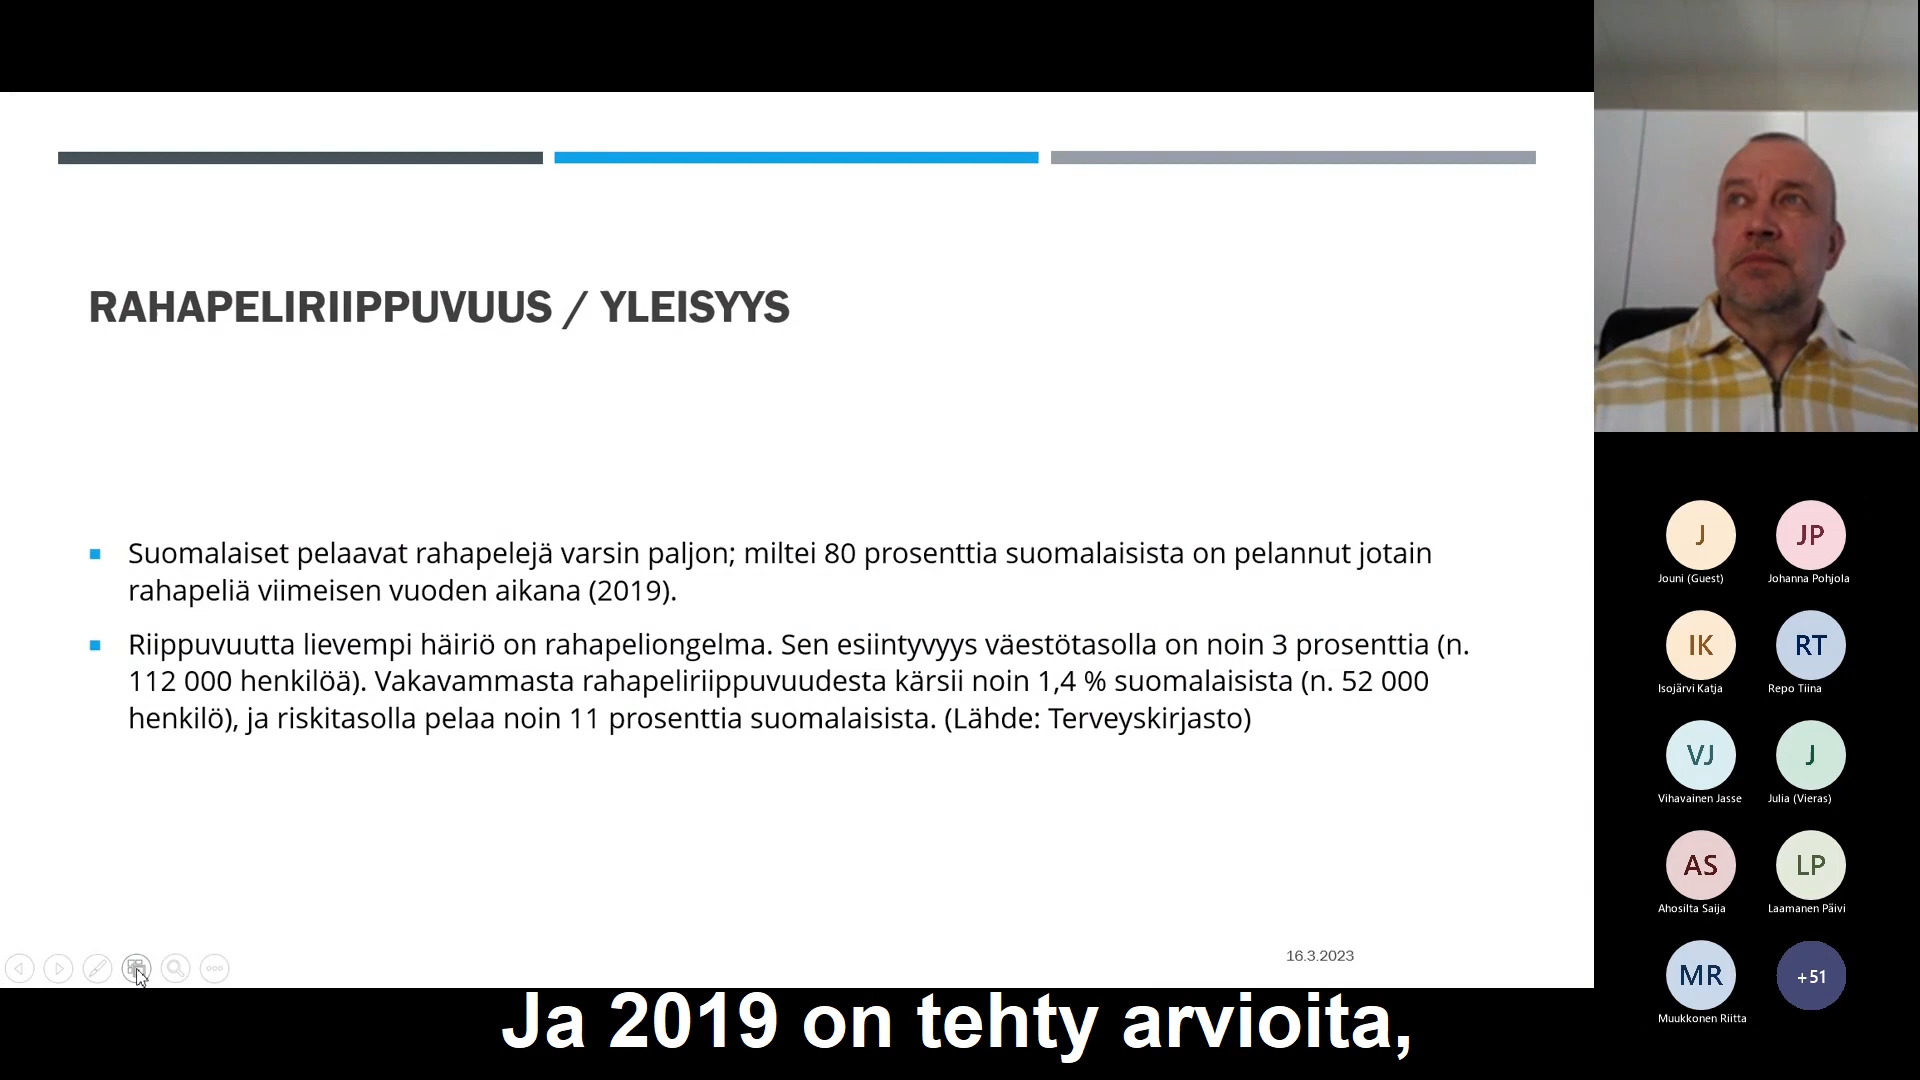 RAHAPELIRIIPPUVUUS / YLEISYYS
Suomalaiset pelaavat rahapelejä varsin paljon; miltei 80 prosenttia suomalaisista on pelannut jotain
rahapeliä viimeisen vuoden aikana (2019).
Riippuvuutta lievempi häiriö on rahapeliongelma. Sen esiintyvyys väestötasolla on noin 3 prosenttia (n.
112 000 henkilöä). Vakavammasta rahapeliriippuvuudesta kärsii noin 1,4 % suomalaisista (n. 52 000
henkilö), ja riskitasolla pelaa noin 11 prosenttia suomalaisista. (Lähde: Terveyskirjasto)
16.3.2023
J
JP
Jouni (Guest)
Johanna Pohjola
IK
RT
Isojärvi Katja
Repo Tiina
VJ
J
Vihavainen Jasse
Julia (Vieras)
AS
LP
Ahosilta Saija
Laamanen Päivi
MR
+51
Muukkonen Riitta
Ja 2019 on tehty arvioita,